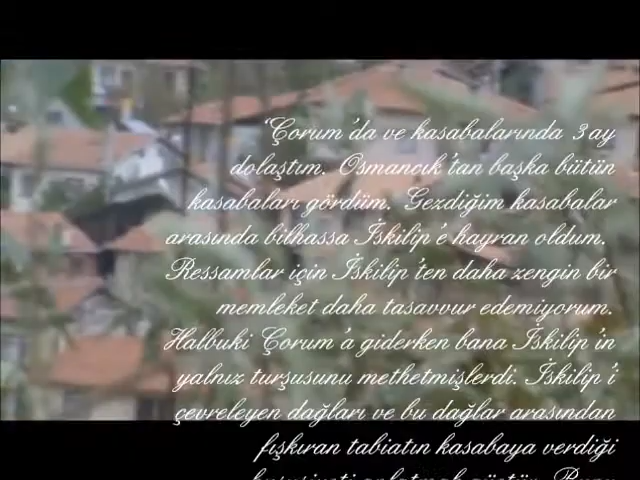 "Çorum'da ve kasabalarında 3 ay
dolaştım. Osmancık'tan başka bütün
kasabaları gördüm. Gezdiğim kasabalar
arasında bilhassa İskilip'e hayran oldum.
Ressamlar için İskilip'ten daha zengin bir
memleket daha tasavvur edemiyorum.
Halbuki Çorum'a giderken bana İskilip'in
yalnız turşusunu methetmişlerdi. İskilip'i
çevreleyen dağları ve bu dağlar arasından
fışkıran tabiatın kasabaya verdiği